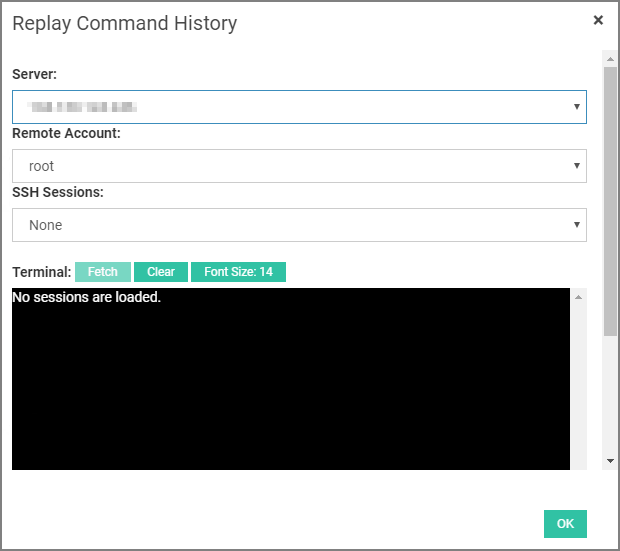 Replay Command History
Server:
Remote Account:
root
SSH Sessions:
None
Terminal: Fetch Clear Font Size: 14
No sessions are loaded.
OK